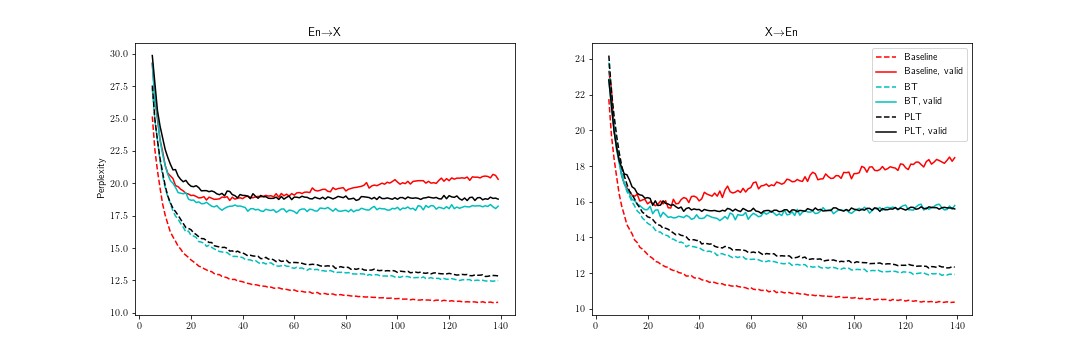 En→X
Perplexity
30.0
27.5
25.0
22.5
20.0
17.5
15.0
12.5
10.0
0 20 40 60 80 100 120 140
X→En
24
22
20
18
16
14
12
10
0 20 40 60 80 100 120 140
Baseline
Baseline, valid
BT
BT, valid
PLT
PLT, valid